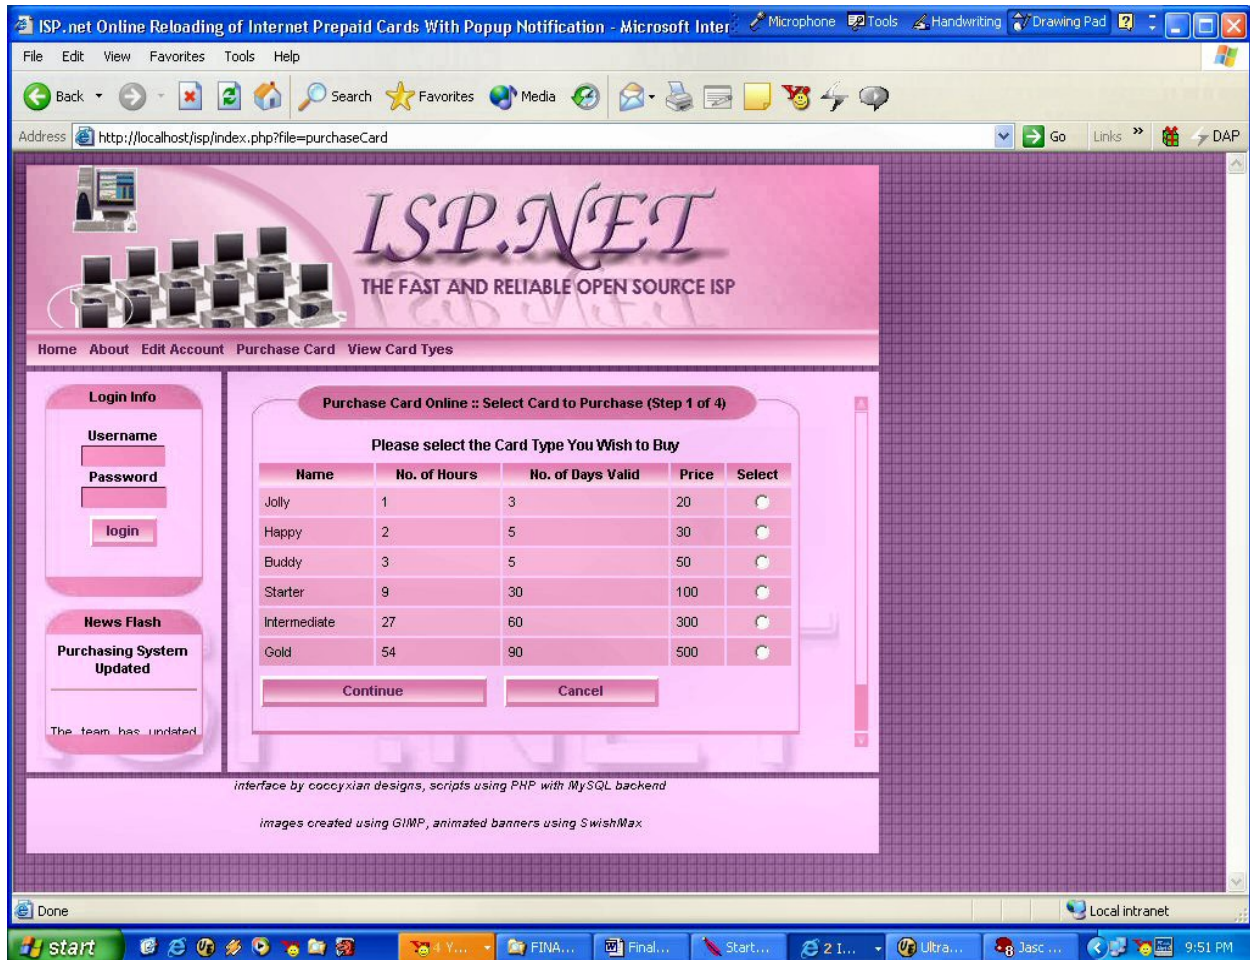 ISP.net Online Reloading of Internet Prepaid Cards With Popup Notification - Microsoft Inter
Microphone Tools Handwriting Drawing Pad
File Edit View Favorites Tools Help
Back Search Favorites Media
Address http://localhost/isp/index.php?file=purchaseCard Go Links » DAP
ISP.NET
THE FAST AND RELIABLE OPEN SOURCE ISP
Home About Edit Account Purchase Card View Card Tyes
Login Info
Username
Password
login
News Flash
Purchasing System
Updated
The team has updated
Purchase Card Online :: Select Card to Purchase (Step 1 of 4)
Please select the Card Type You Wish to Buy
Name No. of Hours No. of Days Valid Price Select
Jolly 1 3 20
Happy 2 5 30
Buddy 3 5 50
Starter 9 30 100
Intermediate 27 60 300
Gold 54 90 500
Continue Cancel
interface by coccyxian designs, scripts using PHP with MySQL backend
images created using GIMP, animated banners using SwishMax
Done Local intranet
start 4 Y... FINA... Final... Start... 2 I... Ultra... Jasc ... 9:51 PM